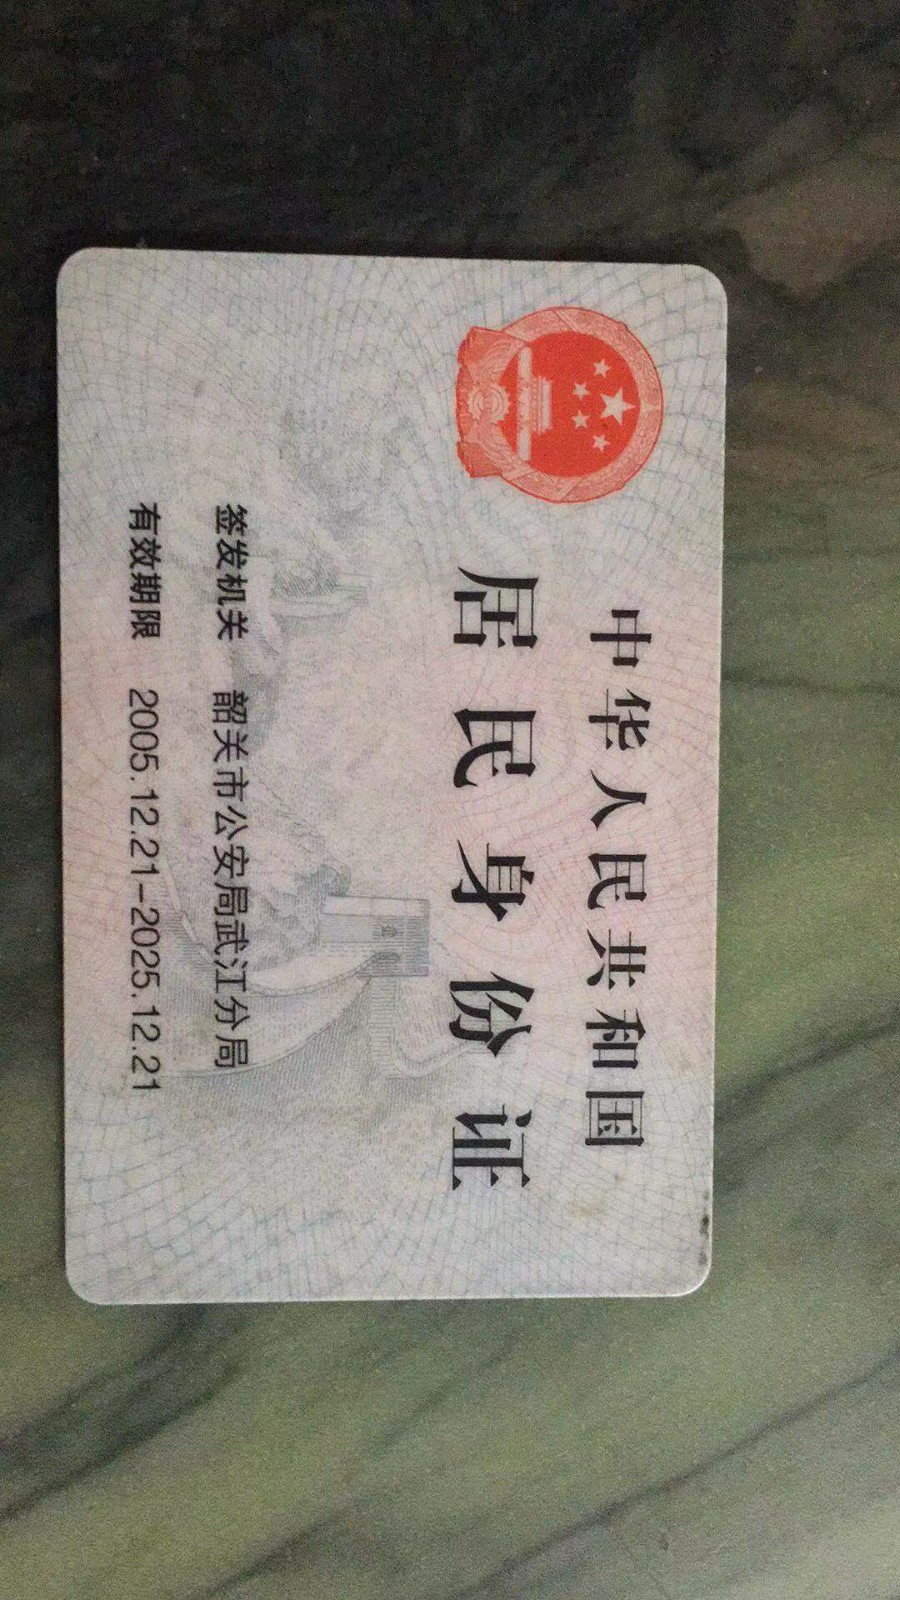 中华人民共和国
居民身份证
签发机关 韶关市公安局武江分局
有效期限 2005.12.21-2025.12.21